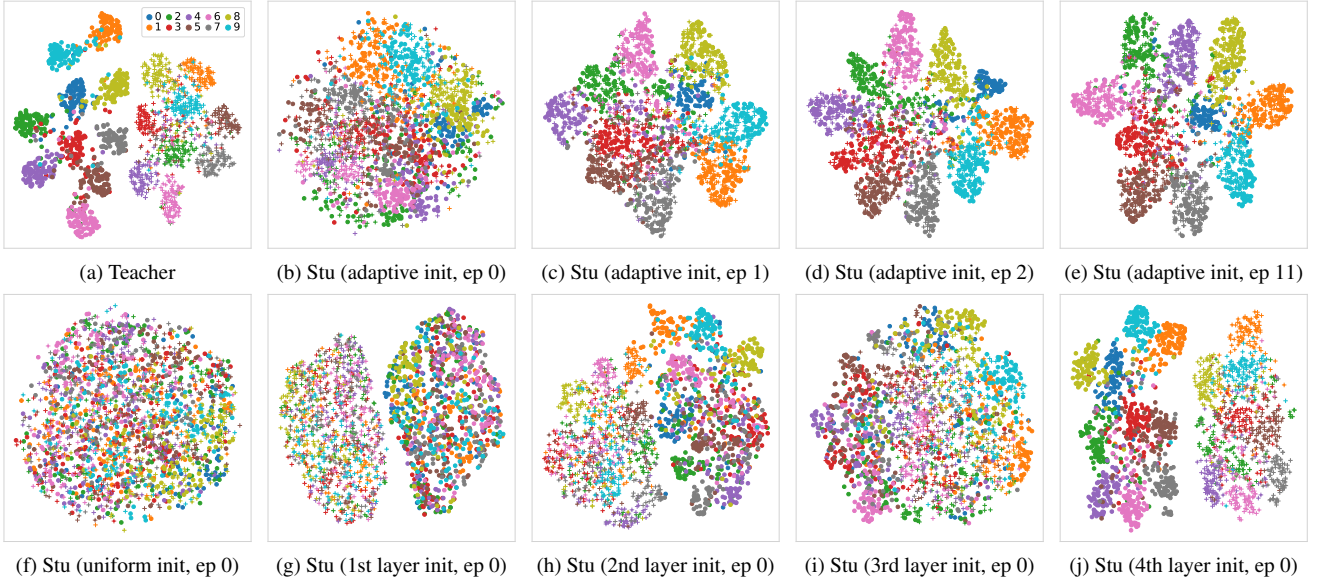 0 2 4 6 8
1 3 5 7 9
(a) Teacher
(b) Stu (adaptive init, ep 0)
(c) Stu (adaptive init, ep 1)
(d) Stu (adaptive init, ep 2)
(e) Stu (adaptive init, ep 11)
(f) Stu (uniform init, ep 0)
(g) Stu (1st layer init, ep 0)
(h) Stu (2nd layer init, ep 0)
(i) Stu (3rd layer init, ep 0)
(j) Stu (4th layer init, ep 0)